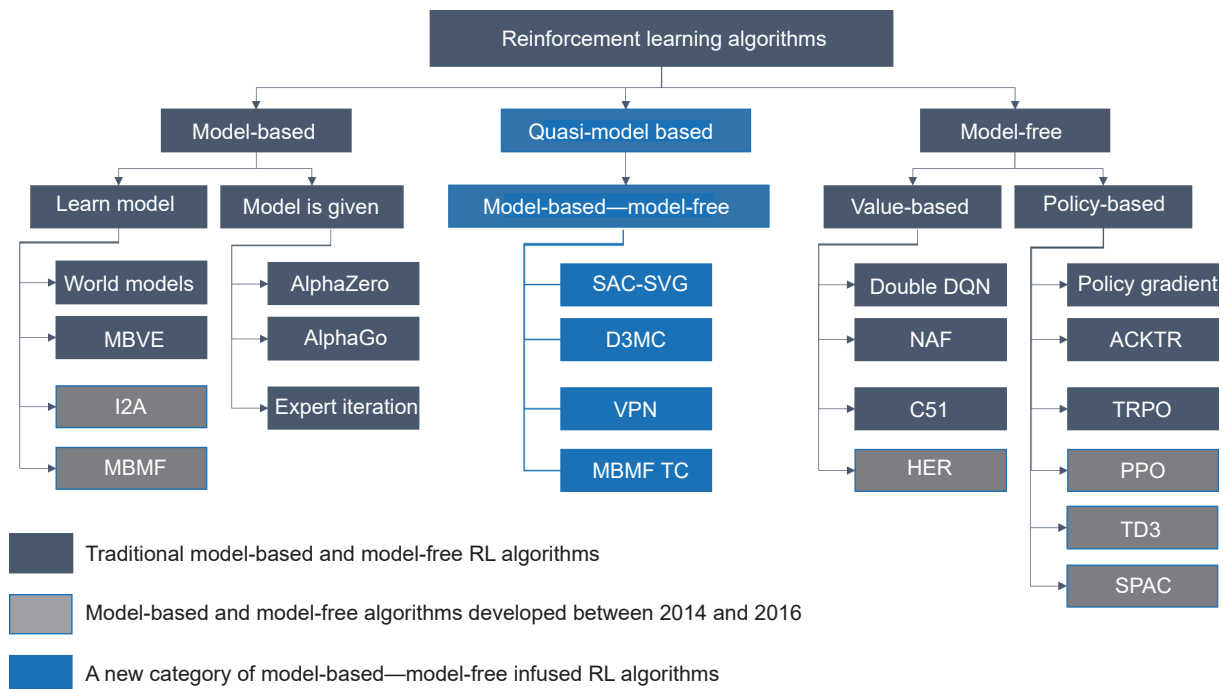 Reinforcement learning algorithms
Model-based
Quasi-model based
Model-free
Learn model
Model is given
Model-based—model-free
Value-based
Policy-based
World models
MBVE
I2A
MBMF
AlphaZero
AlphaGo
Expert iteration
SAC-SVG
D3MC
VPN
MBMF TC
Double DQN
NAF
C51
HER
Policy gradient
ACKTR
TRPO
PPO
TD3
SPAC
Traditional model-based and model-free RL algorithms
Model-based and model-free algorithms developed between 2014 and 2016
A new category of model-based—model-free infused RL algorithms